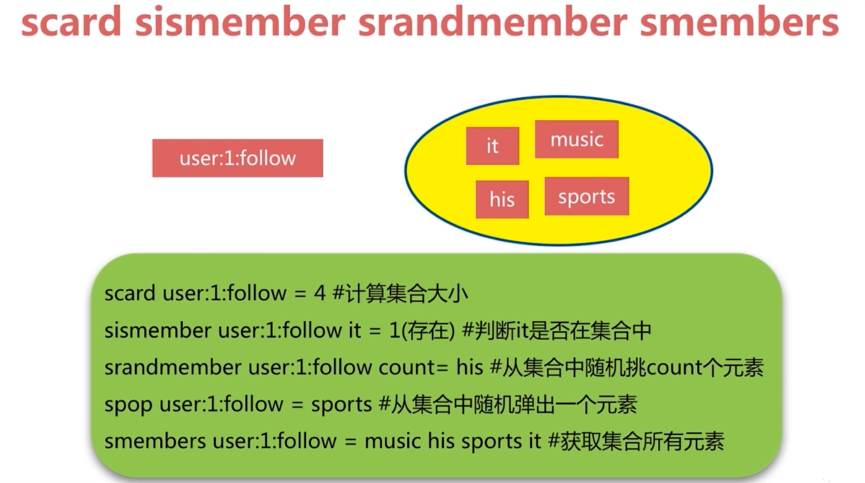 scard sismember srandmember smembers
user:1:follow
it
music
his
sports
scard user:1:follow = 4 #计算集合大小
sismember user:1:follow it = 1(存在) #判断it是否在集合中
srandmember user:1:follow count= his #从集合中随机挑count个元素
spop user:1:follow = sports #从集合中随机弹出一个元素
smembers user:1:follow = music his sports it #获取集合所有元素